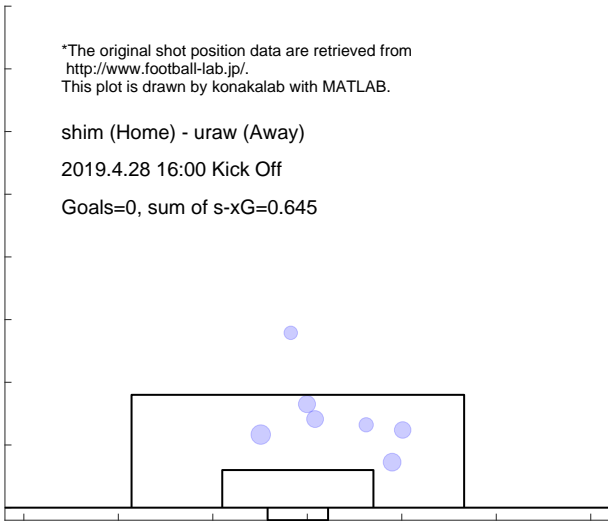 *The original shot position data are retrieved from
http://www.football-lab.jp/.
This plot is drawn by konakalab with MATLAB.
shim (Home) - uraw (Away)
2019.4.28 16:00 Kick Off
Goals=0, sum of s-xG=0.645